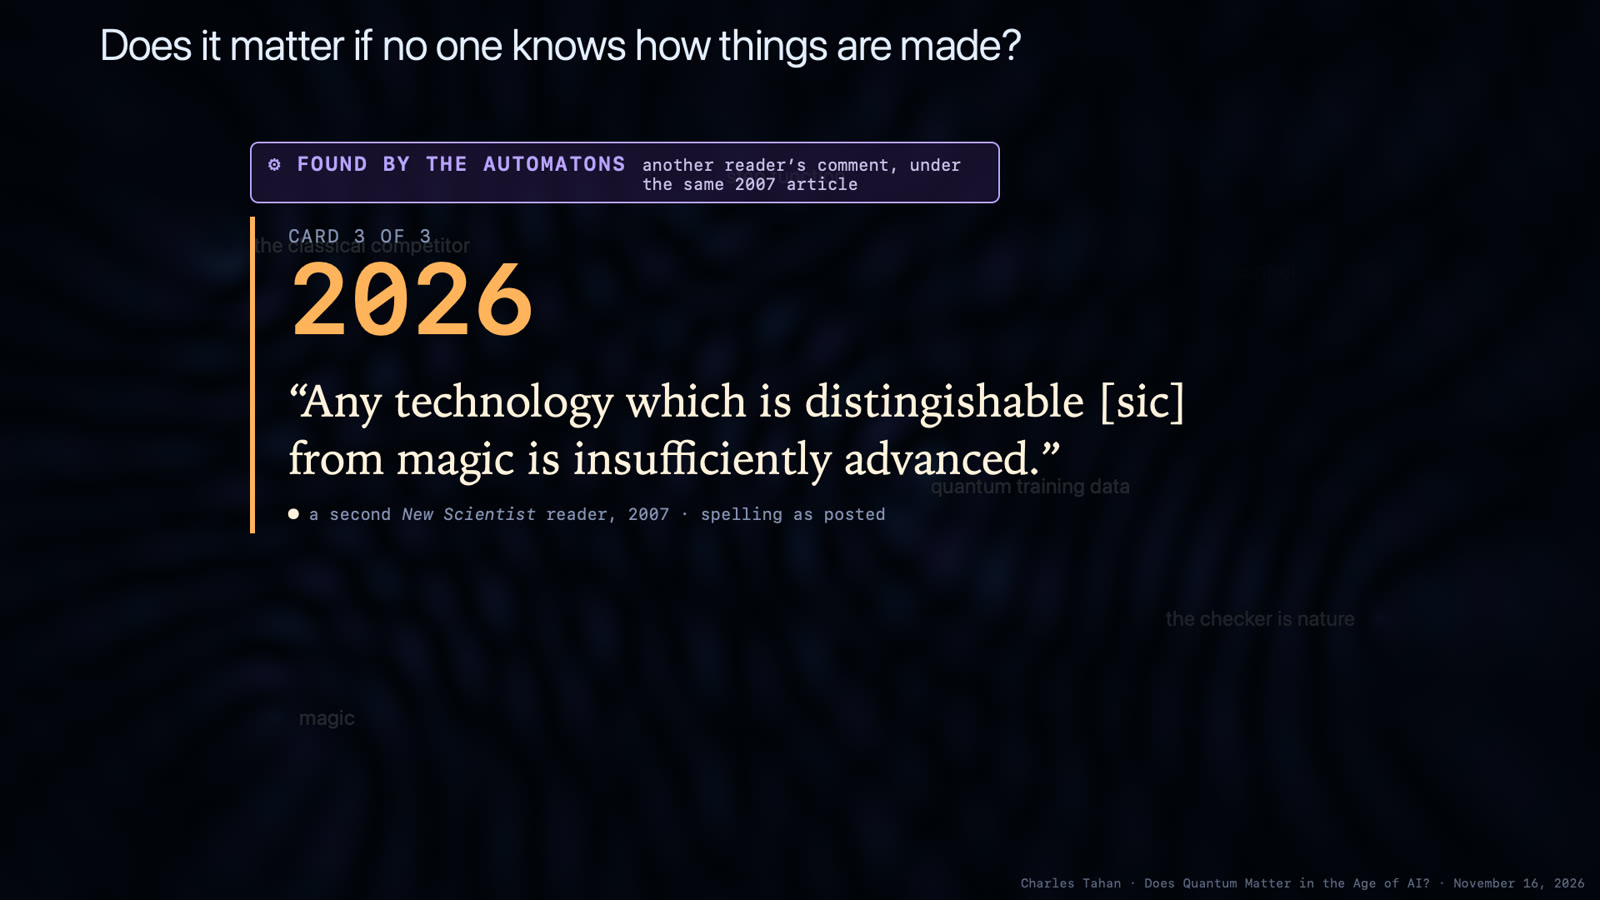 Does it matter if no one knows how things are made?
⚙ FOUND BY THE AUTOMATONS another reader’s comment, under
the same 2007 article
CARD 3 OF 3
the classical competitor
2026
“Any technology which is distingishable [sic]
from magic is insufficiently advanced.”
quantum training data
a second New Scientist reader, 2007 · spelling as posted
the checker is nature
magic
Charles Tahan · Does Quantum Matter in the Age of AI? · November 16, 2026